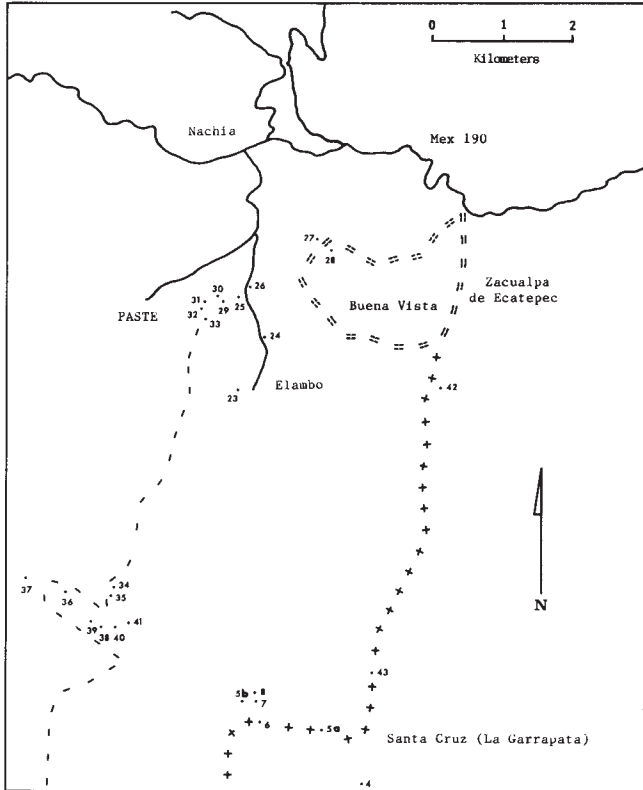 0 1 2
Kilometers
Nachia
Mex 190
27
28
Zacualpa
de Ecatepec
Buena Vista
26
30
31
25
29
32
PASTE
33
24
Elambo
23
42
N
37
34
36
35
39
38
40
41
43
5b
8
7
6
5a
Santa Cruz (La Garrapata)
4